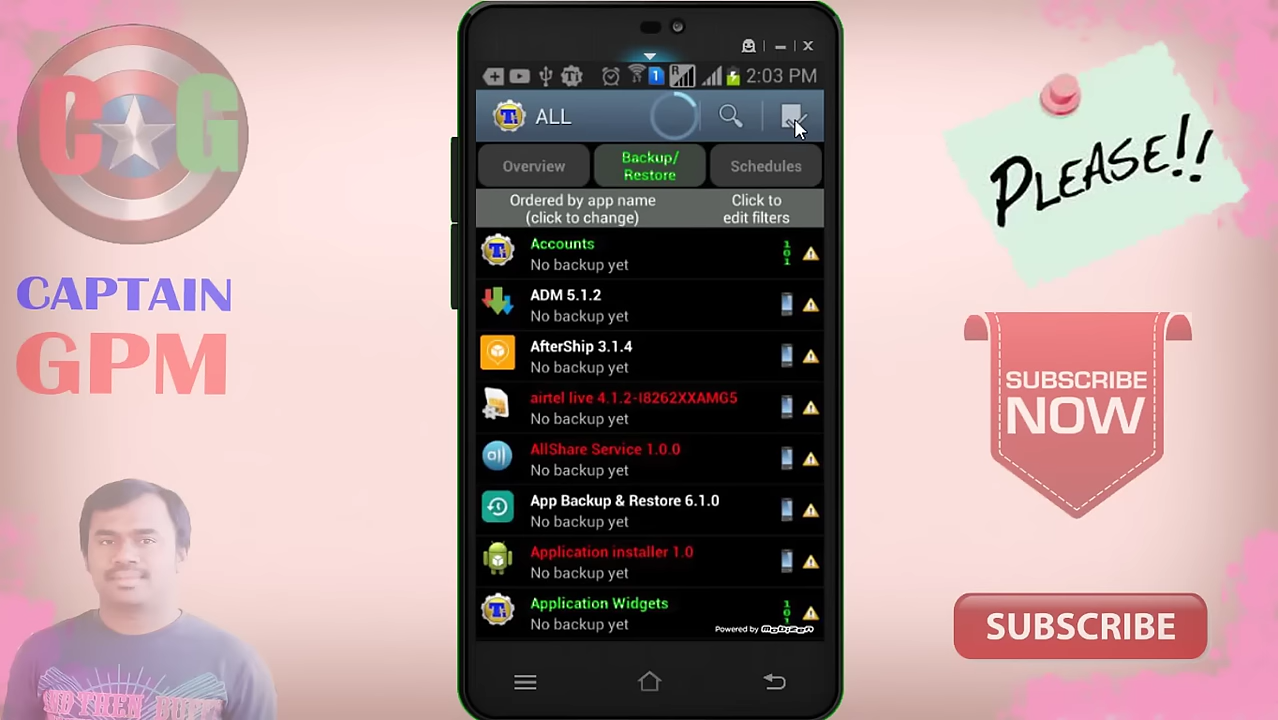 C G
CAPTAIN
GPM
2:03 PM
ALL
Overview
Backup/
Restore
Schedules
Ordered by app name
(click to change)
Click to
edit filters
Accounts
No backup yet
ADM 5.1.2
No backup yet
AfterShip 3.1.4
No backup yet
airtel live 4.1.2-I8262XXAMG5
No backup yet
AllShare Service 1.0.0
No backup yet
App Backup & Restore 6.1.0
No backup yet
Application installer 1.0
No backup yet
Application Widgets
No backup yet
Powered by Mobizen
PLEASE!!
SUBSCRIBE
NOW
SUBSCRIBE
AND THEN